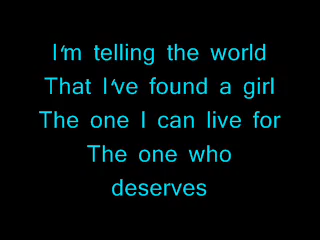 I'm telling the world
That I've found a girl
The one I can live for
The one who
deserves